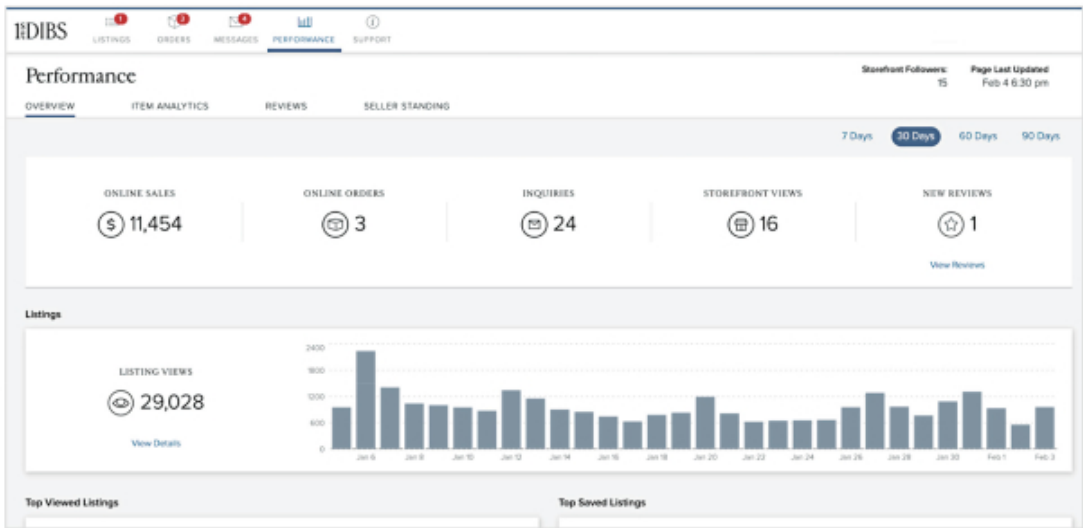 1STDIBS
1
3
4
LISTINGS
ORDERS
MESSAGES
PERFORMANCE
SUPPORT
Performance
Storefront Followers:
15
Page Last Updated
Feb 4 6:30 pm
OVERVIEW
ITEM ANALYTICS
REVIEWS
SELLER STANDING
7 Days
30 Days
60 Days
90 Days
ONLINE SALES
$ 11,454
ONLINE ORDERS
3
INQUIRIES
24
STOREFRONT VIEWS
16
NEW REVIEWS
1
View Reviews
Listings
LISTING VIEWS
29,028
View Details
2400
1800
1200
600
0
Jan 6 Jan 8 Jan 10 Jan 12 Jan 14 Jan 16 Jan 18 Jan 20 Jan 22 Jan 24 Jan 26 Jan 28 Jan 30 Feb 1 Feb 3
Top Viewed Listings
Top Saved Listings